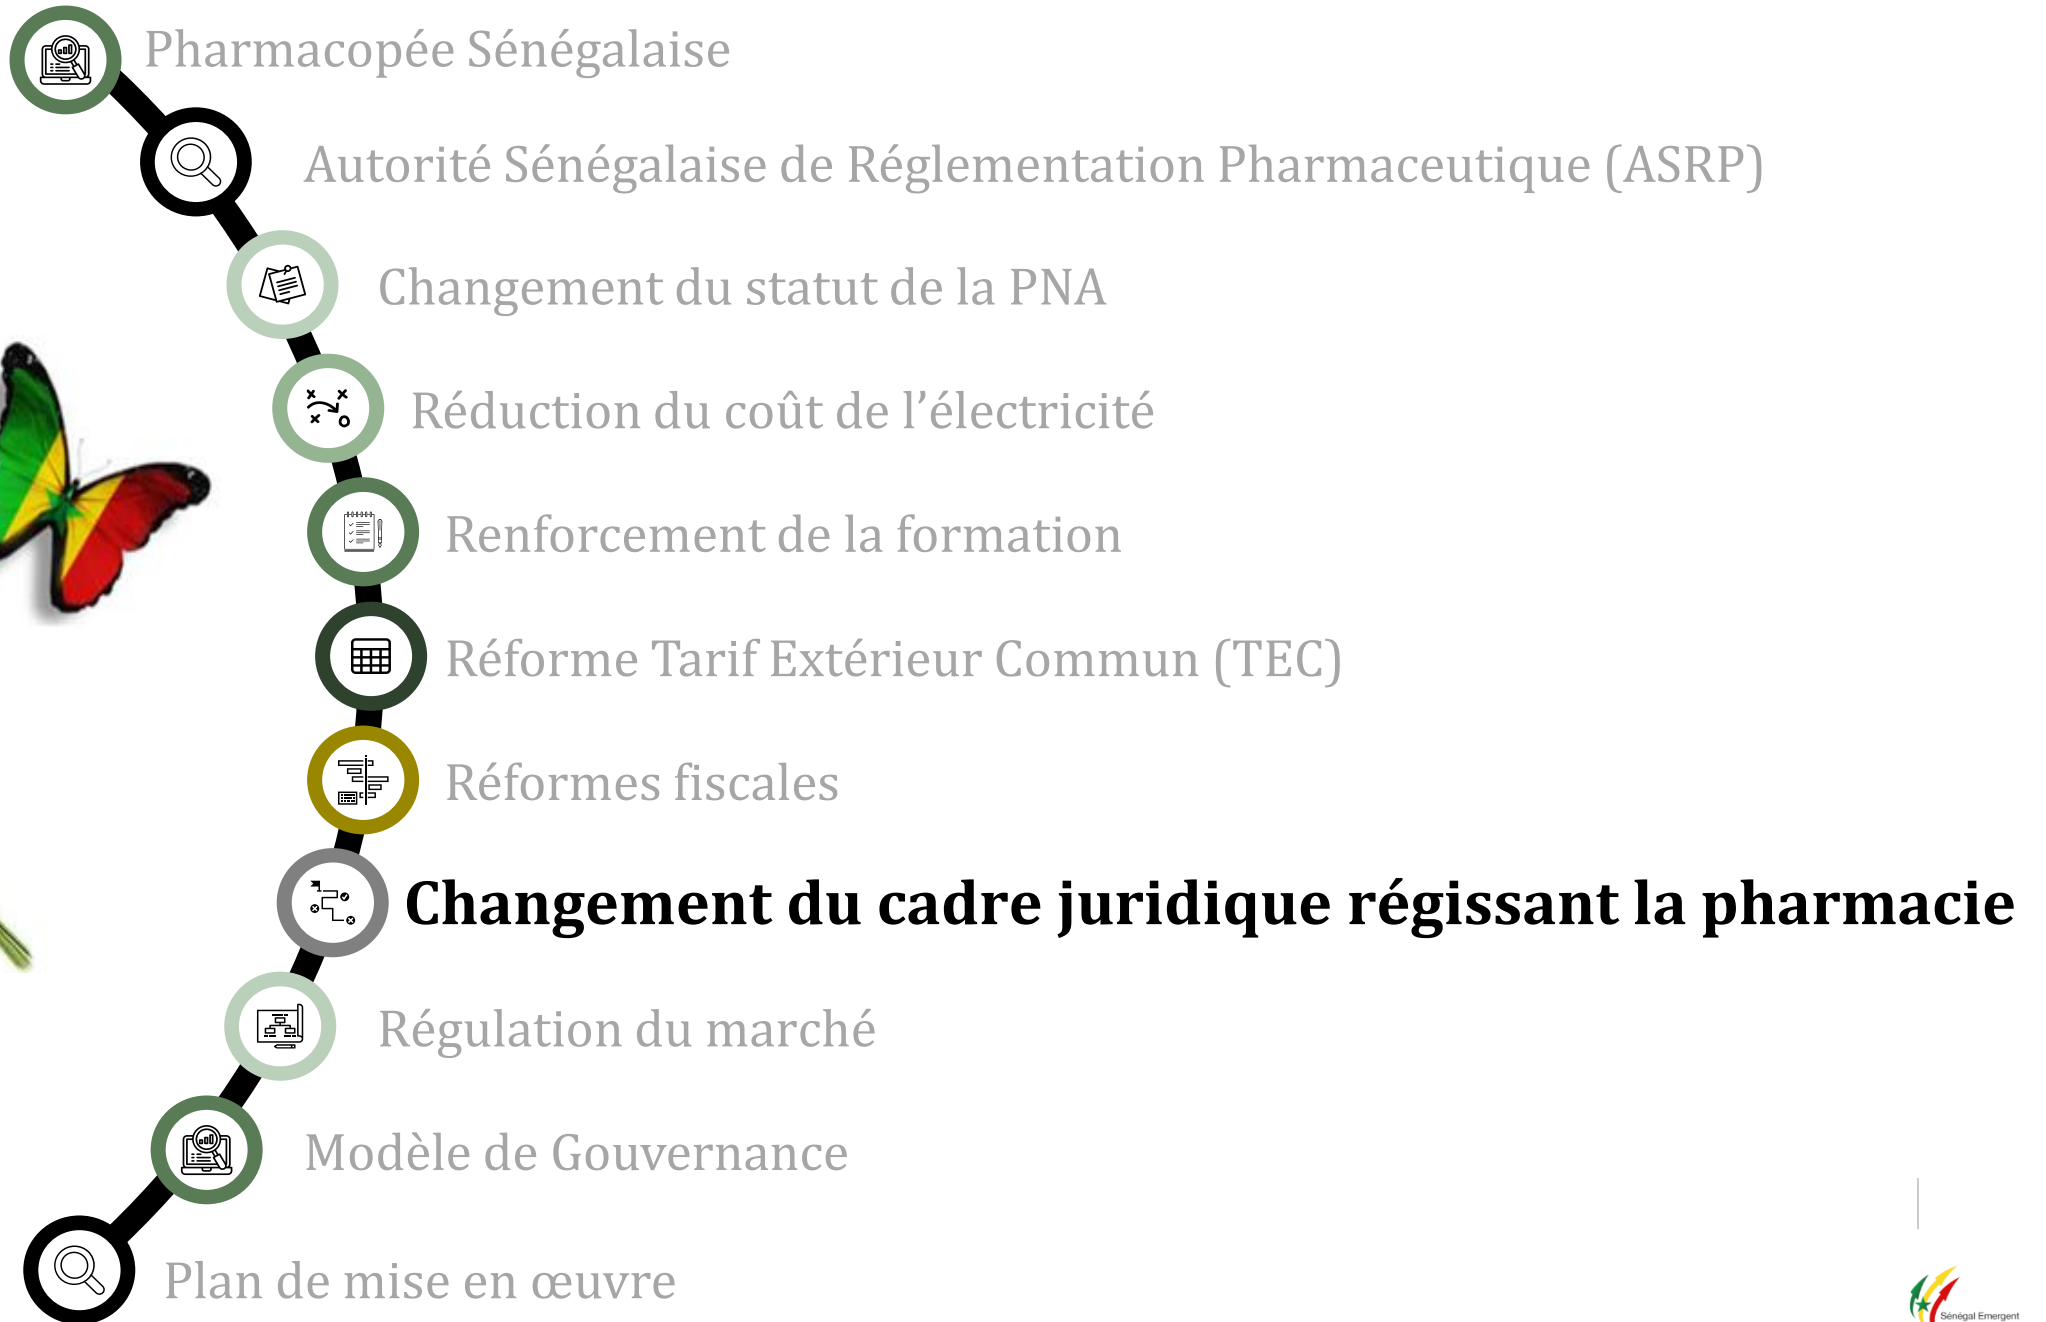 Pharmacopée Sénégalaise
Autorité Sénégalaise de Réglementation Pharmaceutique (ASRP)
Changement du statut de la PNA
Réduction du coût de l’électricité
Renforcement de la formation
Réforme Tarif Extérieur Commun (TEC)
Réformes fiscales
Changement du cadre juridique régissant la pharmacie
Régulation du marché
Modèle de Gouvernance
Plan de mise en œuvre
Sénégal Emergent